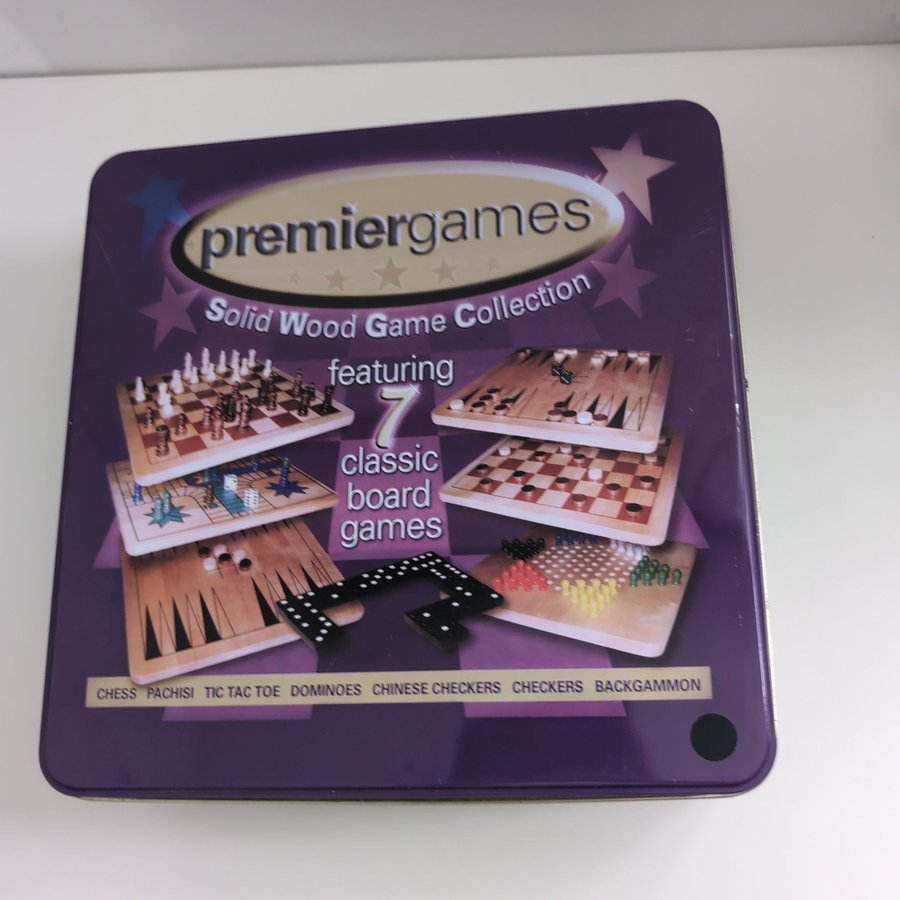 premiergames
Solid Wood Game Collection
featuring
7
classic
board
games
CHESS PACHISI TIC TAC TOE DOMINOES CHINESE CHECKERS CHECKERS BACKGAMMON